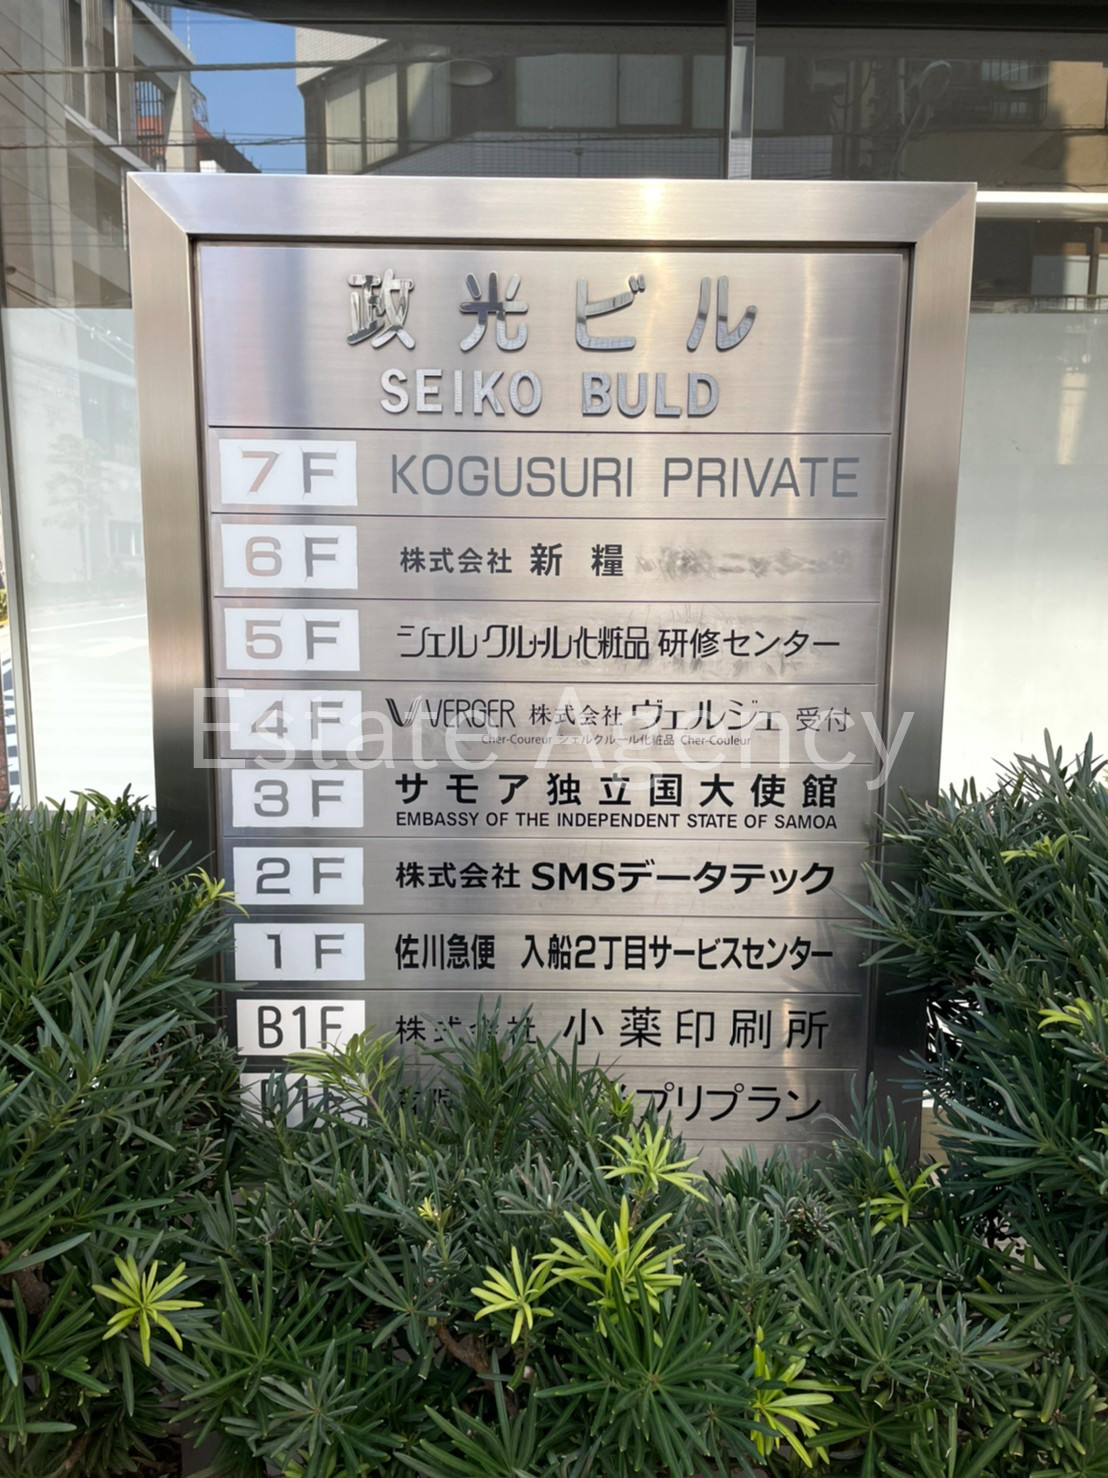 政光ビル
SEIKO BULD
7F KOGUSURI PRIVATE
6F 株式会社 新糧
5F シェルクルール化粧品 研修センター
4F VERGER 株式会社ヴェルジェ 受付
Cher-Coureur シェルクルール化粧品 Cher-Couleur
Estate Agency
3F サモア独立国大使館
EMBASSY OF THE INDEPENDENT STATE OF SAMOA
2F 株式会社 SMSデータテック
1F 佐川急便 入船2丁目サービスセンター
B1F 株式会社 小薬印刷所
B1F プリプラン